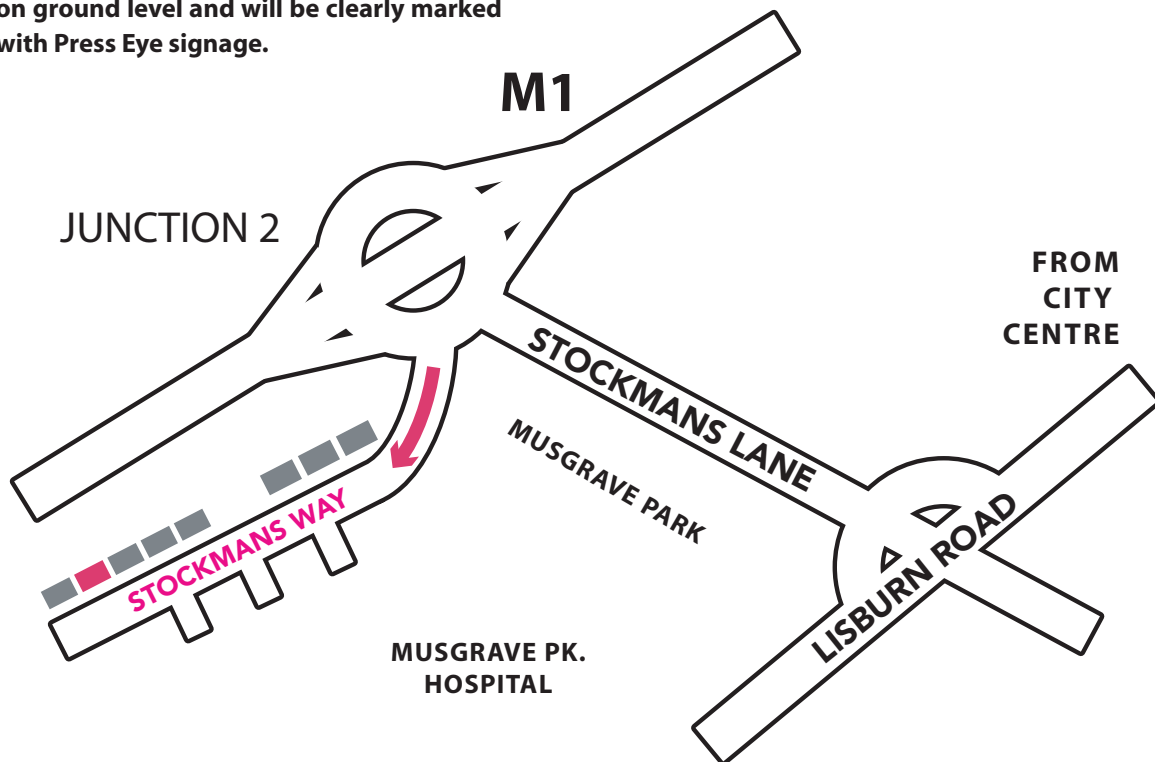 on ground level and will be clearly marked
with Press Eye signage.
M1
JUNCTION 2
FROM
CITY
CENTRE
STOCKMANS LANE
MUSGRAVE PARK
STOCKMANS WAY
LISBURN ROAD
MUSGRAVE PK.
HOSPITAL